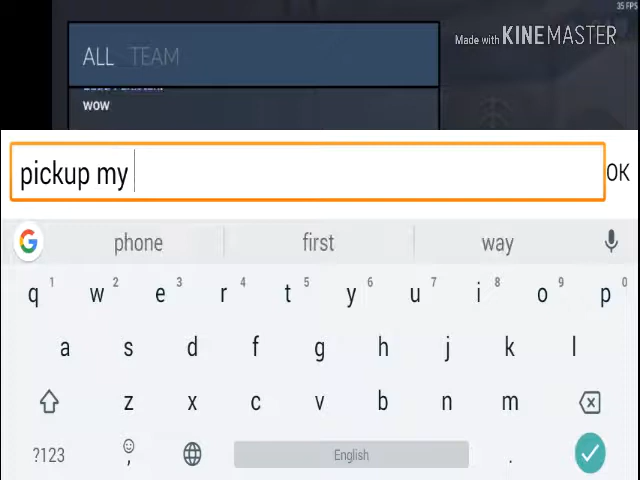 35 FPS
Made with KINEMASTER
ALL TEAM
wow
pickup my
OK
phone first way
q 1 w 2 e 3 r 4 t 5 y 6 u 7 i 8 o 9 p 0
a s d f g h j k l
z x c v b n m
?123 , English .